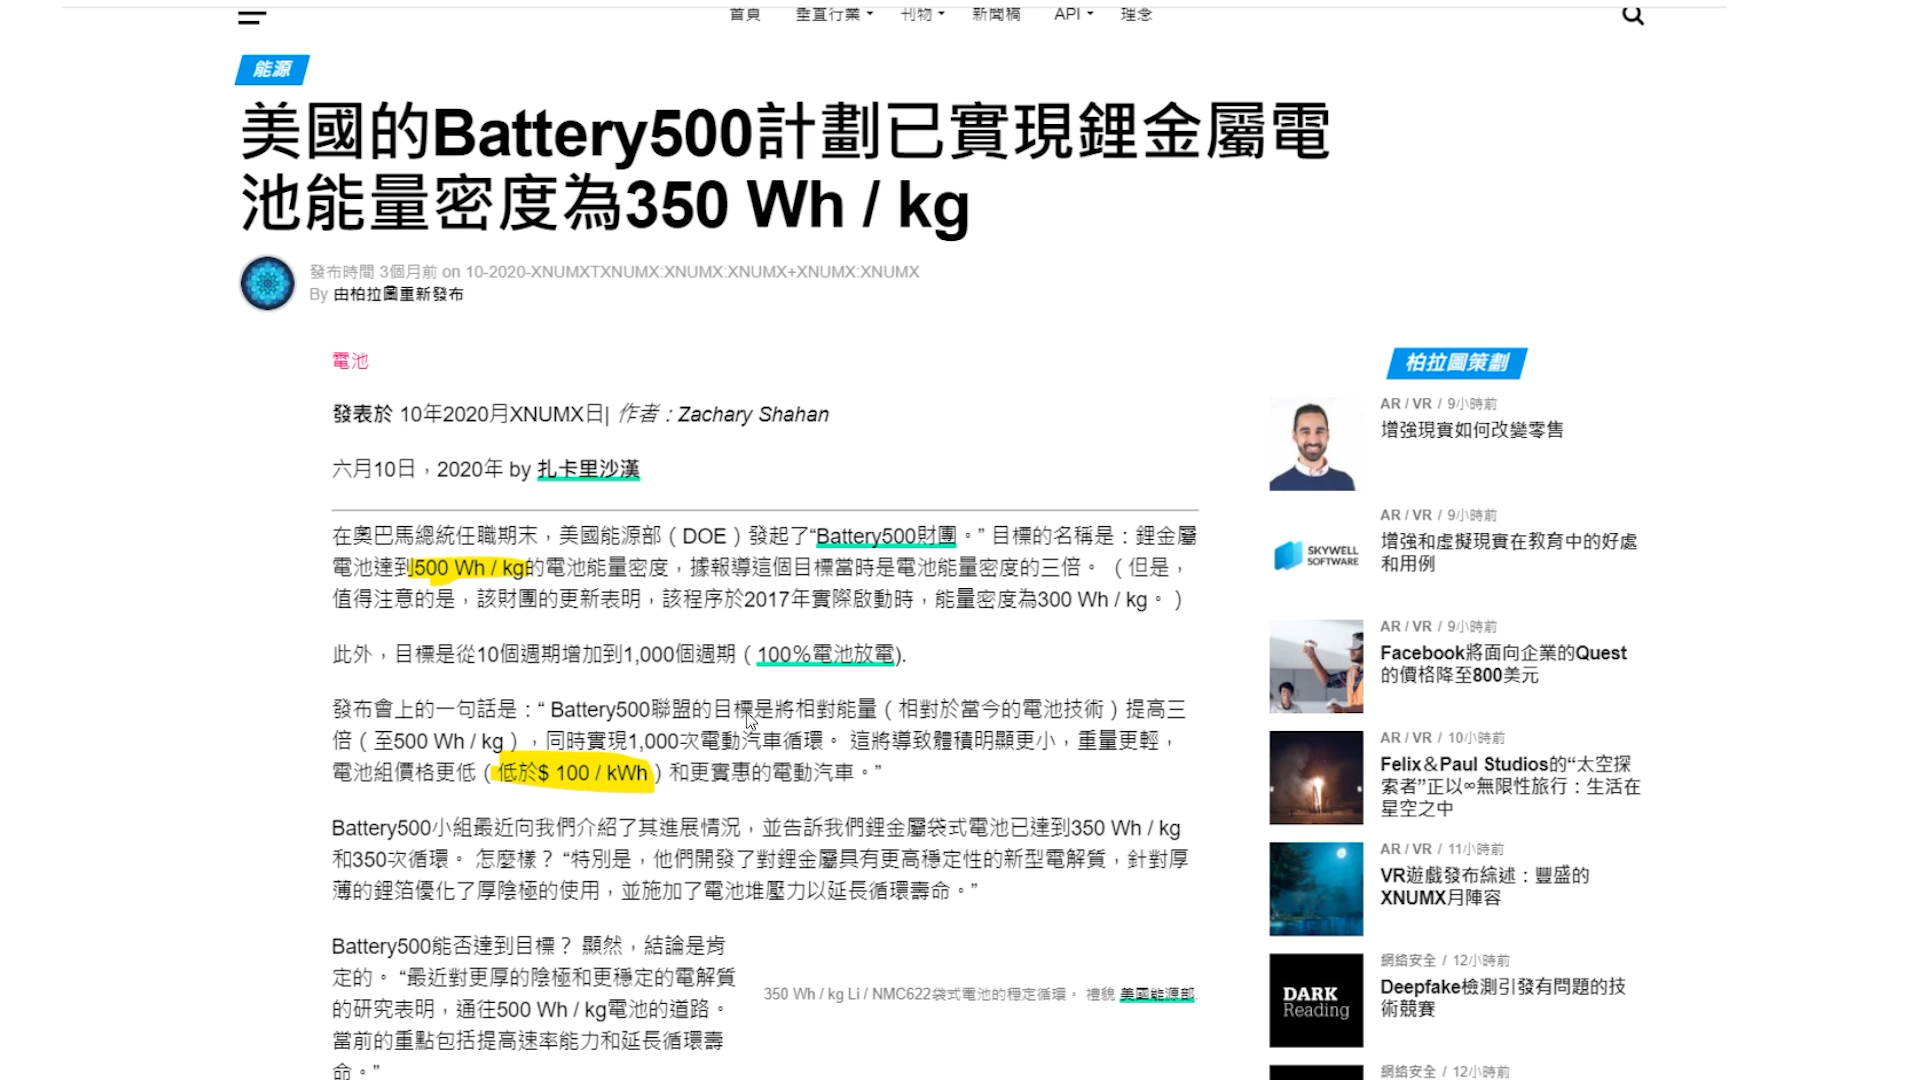 首頁 垂直行業 刊物 新聞稿 API 理念
能源
美國的Battery500計劃已實現鋰金屬電
池能量密度為350 Wh / kg
發布時間 3個月前 on 10-2020-XNUMXTXNUMX:XNUMX:XNUMX+XNUMX:XNUMX
By 由柏拉圖重新發布
電池
發表於 10年2020月XNUMX日| 作者：Zachary Shahan
六月10日，2020年 by 扎卡里沙漢
在奧巴馬總統任職期末，美國能源部（DOE）發起了“Battery500財團。” 目標的名稱是：鋰金屬
電池達到500 Wh / kg的電池能量密度，據報導這個目標當時是電池能量密度的三倍。 （但是，
值得注意的是，該財團的更新表明，該程序於2017年實際啟動時，能量密度為300 Wh / kg。）
此外，目標是從10個週期增加到1,000個週期（100％電池放電).
發布會上的一句話是：“ Battery500聯盟的目標是將相對能量（相對於當今的電池技術）提高三
倍（至500 Wh / kg），同時實現1,000次電動汽車循環。 這將導致體積明顯更小，重量更輕，
電池組價格更低（低於$ 100 / kWh）和更實惠的電動汽車。”
Battery500小組最近向我們介紹了其進展情況，並告訴我們鋰金屬袋式電池已達到350 Wh / kg
和350次循環。 怎麼樣？ “特別是，他們開發了對鋰金屬具有更高穩定性的新型電解質，針對厚
薄的鋰箔優化了厚陰極的使用，並施加了電池堆壓力以延長循環壽命。”
Battery500能否達到目標？ 顯然，結論是肯
定的。 “最近對更厚的陰極和更穩定的電解質
的研究表明，通往500 Wh / kg電池的道路。
當前的重點包括提高速率能力和延長循環壽
命。”
350 Wh / kg Li / NMC622袋式電池的穩定循環。 禮貌 美國能源部.
柏拉圖策劃
AR / VR / 9小時前
增強現實如何改變零售
SKYWELL
SOFTWARE
AR / VR / 9小時前
增強和虛擬現實在教育中的好處
和用例
AR / VR / 9小時前
Facebook將面向企業的Quest
的價格降至800美元
AR / VR / 10小時前
Felix＆Paul Studios的“太空探
索者”正以∞無限性旅行：生活在
星空之中
AR / VR / 11小時前
VR遊戲發布綜述：豐盛的
XNUMX月陣容
DARK
Reading
網絡安全 / 12小時前
Deepfake檢測引發有問題的技
術競賽
網絡安全 / 12小時前